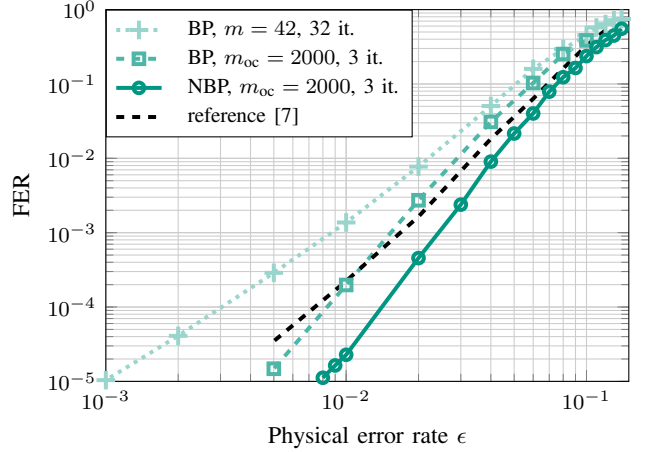 BP, m = 42, 32 it.
BP, m_oc = 2000, 3 it.
NBP, m_oc = 2000, 3 it.
reference [7]
10^0
10^−1
10^−2
10^−3
10^−4
10^−5
FER
10^−3 10^−2 10^−1
Physical error rate ϵ